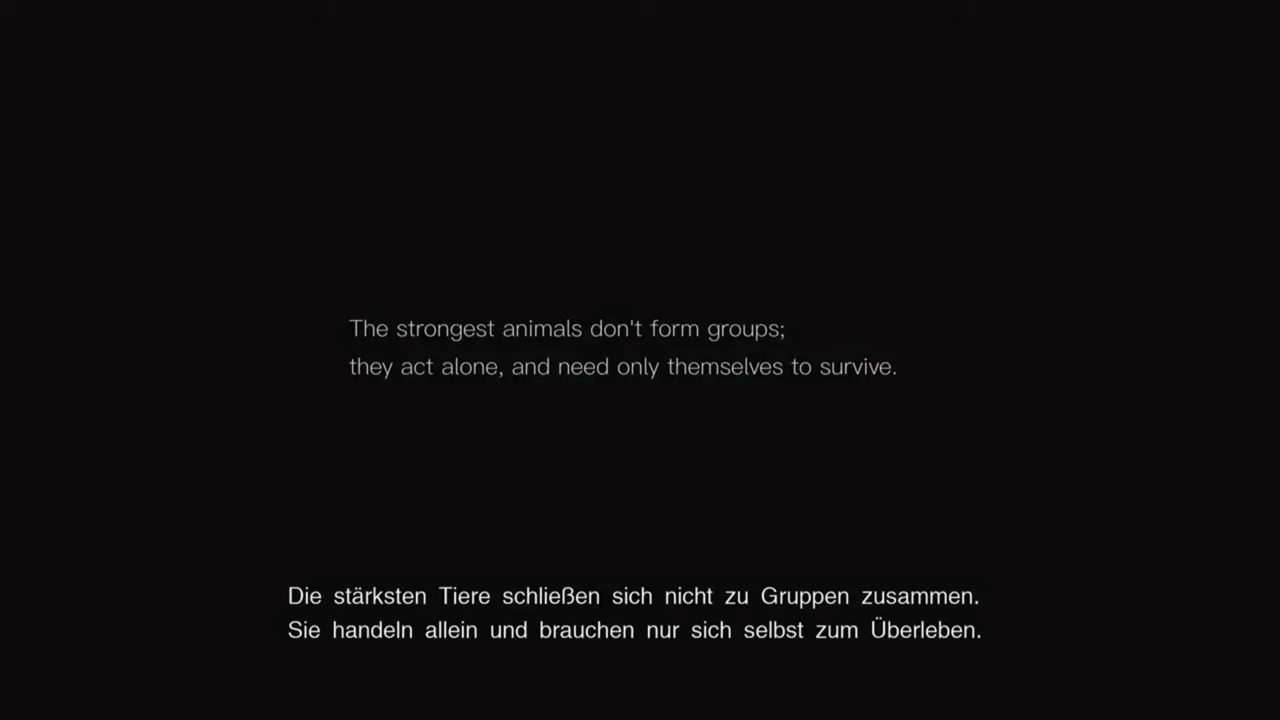 The strongest animals don't form groups;
they act alone, and need only themselves to survive.
Die stärksten Tiere schließen sich nicht zu Gruppen zusammen.
Sie handeln allein und brauchen nur sich selbst zum Überleben.